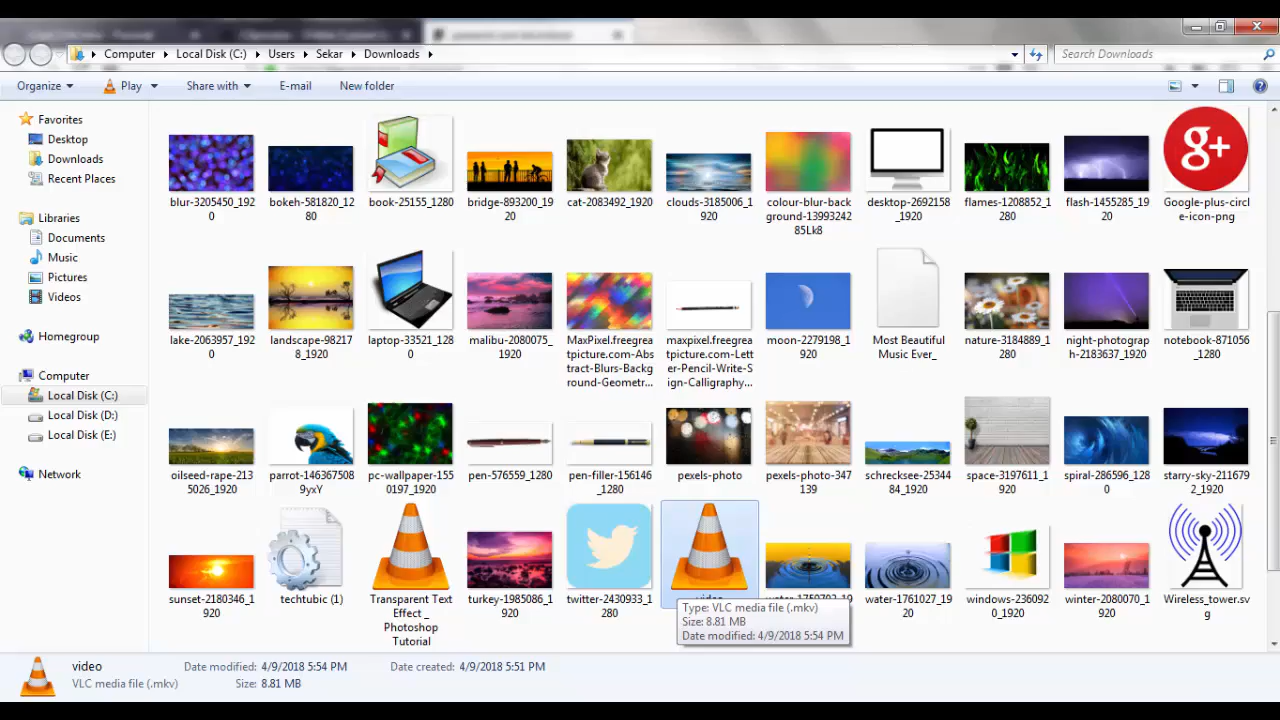 Computer Local Disk (C:) Users Sekar Downloads
Search Downloads
Organize Play Share with E-mail New folder
Favorites
Desktop
Downloads
Recent Places
Libraries
Documents
Music
Pictures
Videos
Homegroup
Computer
Local Disk (C:)
Local Disk (D:)
Local Disk (E:)
Network
blur-3205450_192
0
bokeh-581820_12
80
book-25155_1280
bridge-893200_19
20
cat-2083492_1920
clouds-3185006_1
920
colour-blur-back
ground-13993242
85Lk8
desktop-2692158
_1920
flames-1208852_1
280
flash-1455285_19
20
g+
Google-plus-circl
e-icon-png
lake-2063957_192
0
landscape-98217
8_1920
laptop-33521_128
0
malibu-2080075_
1920
MaxPixel.freegre
atpicture.com-Abs
tract-Blurs-Backg
round-Geometr...
maxpixel.freegre
atpicture.com-Let
ter-Pencil-Write-S
ign-Calligraphy...
moon-2279198_1
920
Most Beautiful
Music Ever_
nature-3184889_1
280
night-photograp
h-2183637_1920
notebook-871056
_1280
oilseed-rape-213
5026_1920
parrot-146367508
9yxY
pc-wallpaper-155
0197_1920
pen-576559_1280
pen-filler-156146
_1280
pexels-photo
pexels-photo-347
139
schrecksee-25344
84_1920
space-3197611_1
920
spiral-286596_128
0
starry-sky-211679
2_1920
sunset-2180346_1
920
techtubic (1)
Transparent Text
Effect _
Photoshop
Tutorial
turkey-1985086_1
920
twitter-2430933_1
280
Type: VLC media file (.mkv)
Size: 8.81 MB
Date modified: 4/9/2018 5:54 PM
water-1761027_19
20
windows-236092
0_1920
winter-2080070_1
920
Wireless_tower.sv
g
video Date modified: 4/9/2018 5:54 PM Date created: 4/9/2018 5:51 PM
VLC media file (.mkv) Size: 8.81 MB